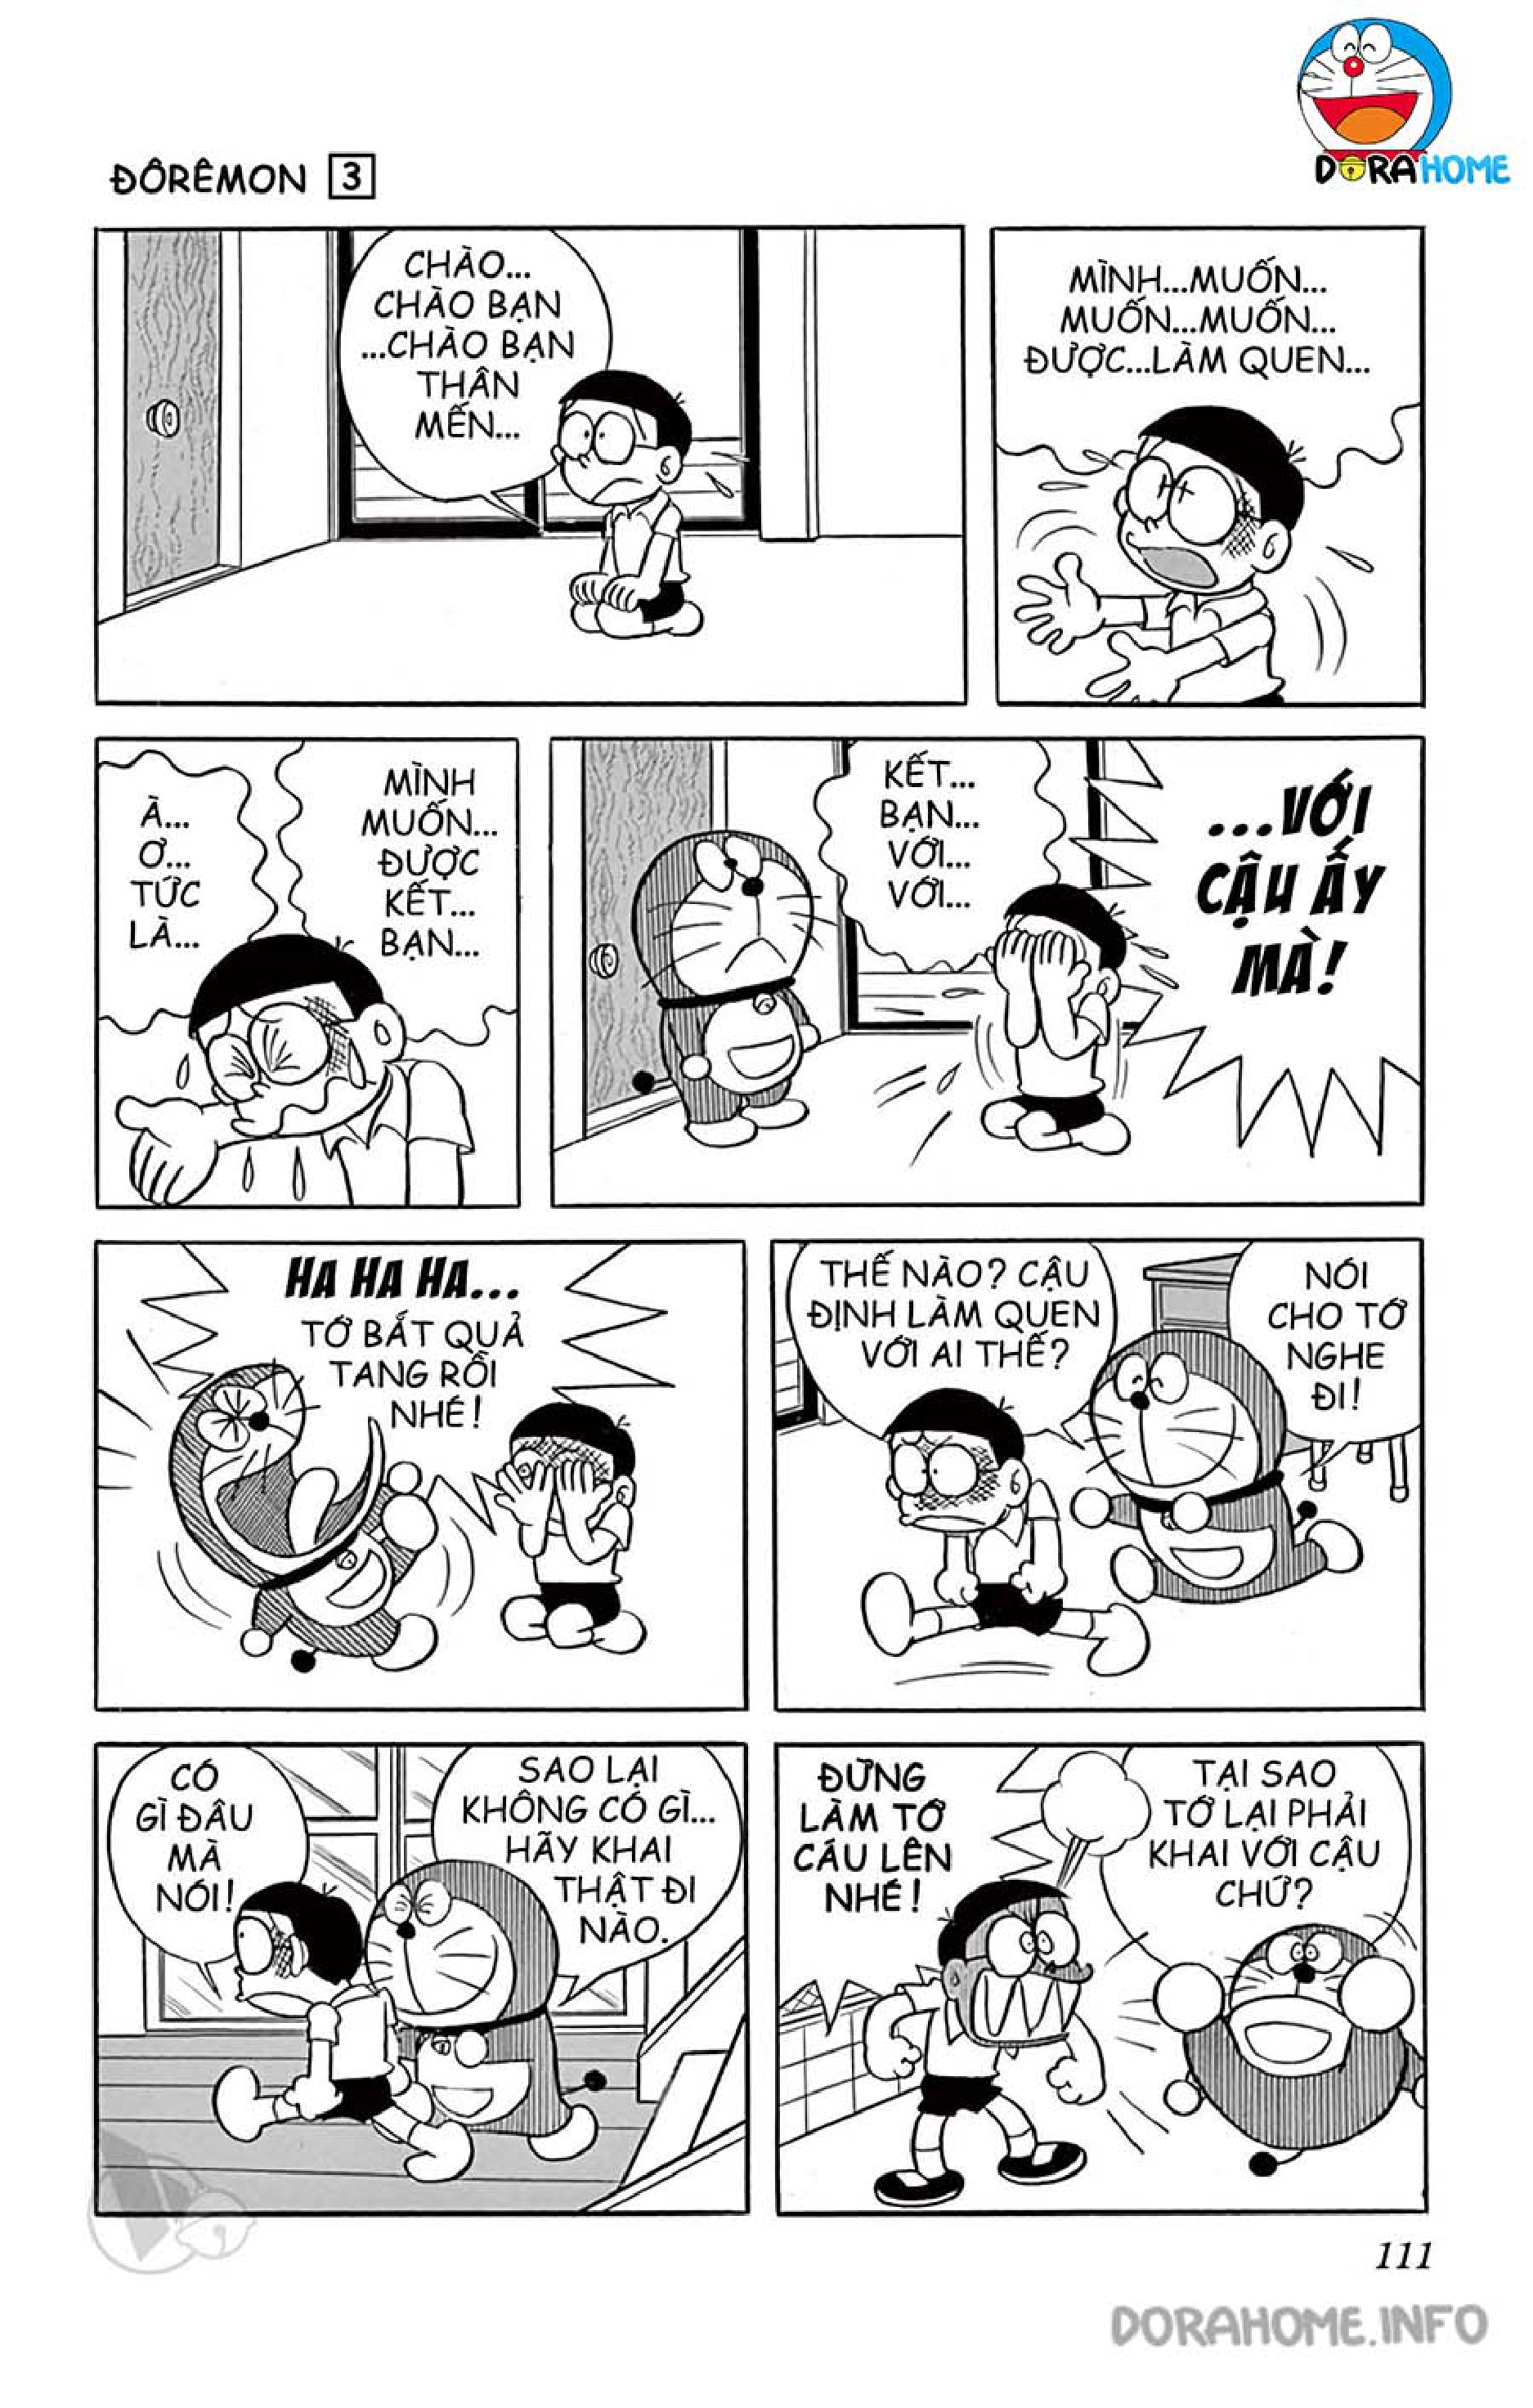 DORAHOME
ĐÔRÊMON 3
CHÀO...
CHÀO BẠN
...CHÀO BẠN
THÂN
MẾN...
MÌNH...MUỐN...
MUỐN...MUỐN...
ĐƯỢC...LÀM QUEN...
À...
Ơ...
TỨC
LÀ...
MÌNH
MUỐN...
ĐƯỢC
KẾT...
BẠN...
KẾT...
BẠN...
VỚI...
VỚI...
...VỚI
CẬU ẤY
MÀ!
HA HA HA...
TỚ BẮT QUẢ
TANG RỒI
NHÉ!
THẾ NÀO? CẬU
ĐỊNH LÀM QUEN
VỚI AI THẾ?
NÓI
CHO TỚ
NGHE
ĐI!
CÓ
GÌ ĐÂU
MÀ
NÓI!
SAO LẠI
KHÔNG CÓ GÌ...
HÃY KHAI
THẬT ĐI
NÀO.
ĐỪNG
LÀM TỚ
CÁU LÊN
NHÉ!
TẠI SAO
TỚ LẠI PHẢI
KHAI VỚI CẬU
CHỨ?
111
DORAHOME.INFO